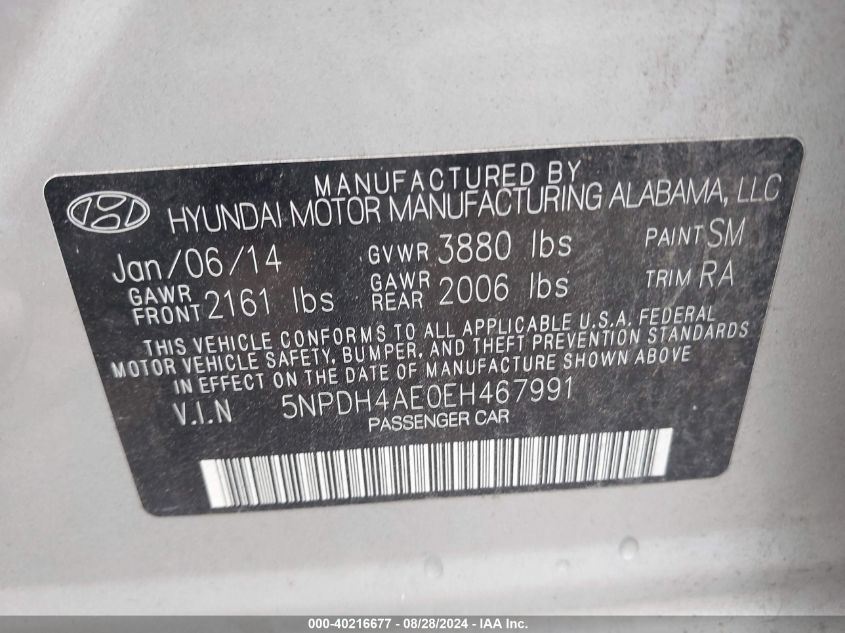 MANUFACTURED BY
HYUNDAI MOTOR MANUFACTURING ALABAMA, LLC
Jan/06/14 GVWR 3880 lbs PAINT SM
GAWR FRONT 2161 lbs GAWR REAR 2006 lbs TRIM RA
THIS VEHICLE CONFORMS TO ALL APPLICABLE U.S.A. FEDERAL
MOTOR VEHICLE SAFETY, BUMPER, AND THEFT PREVENTION STANDARDS
IN EFFECT ON THE DATE OF MANUFACTURE SHOWN ABOVE
V.I.N 5NPDH4AE0EH467991
PASSENGER CAR
000-40216677 - 08/28/2024 - IAA Inc.